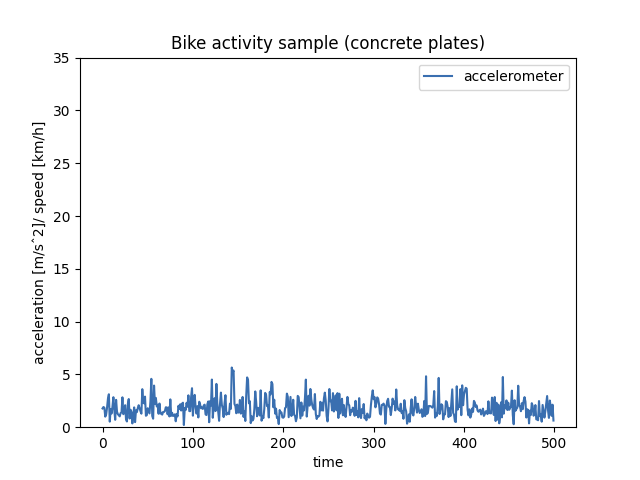 Bike activity sample (concrete plates)
accelerometer
acceleration [m/sˆ2]/ speed [km/h]
35
30
25
20
15
10
5
0
0 100 200 300 400 500
time